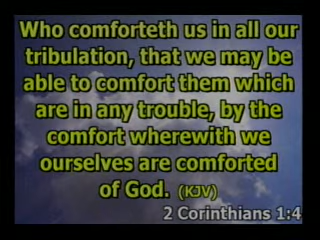 Who comforteth us in all our
tribulation, that we may be
able to comfort them which
are in any trouble, by the
comfort wherewith we
ourselves are comforted
of God. (KJV)
2 Corinthians 1:4